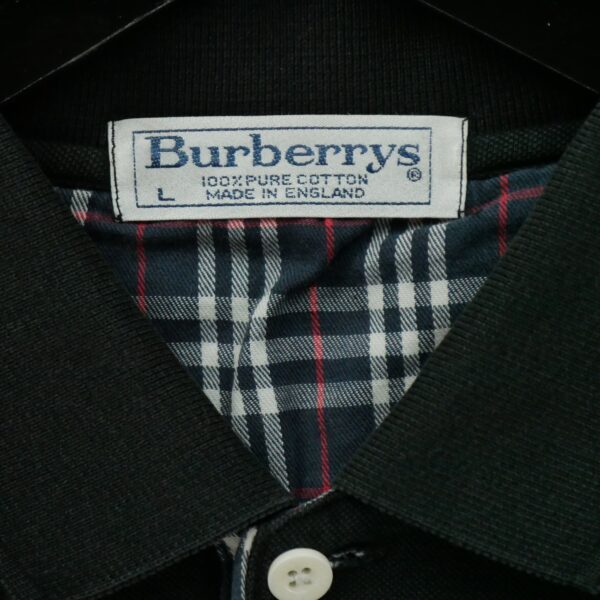 Burberrys®
100% PURE COTTON
L MADE IN ENGLAND